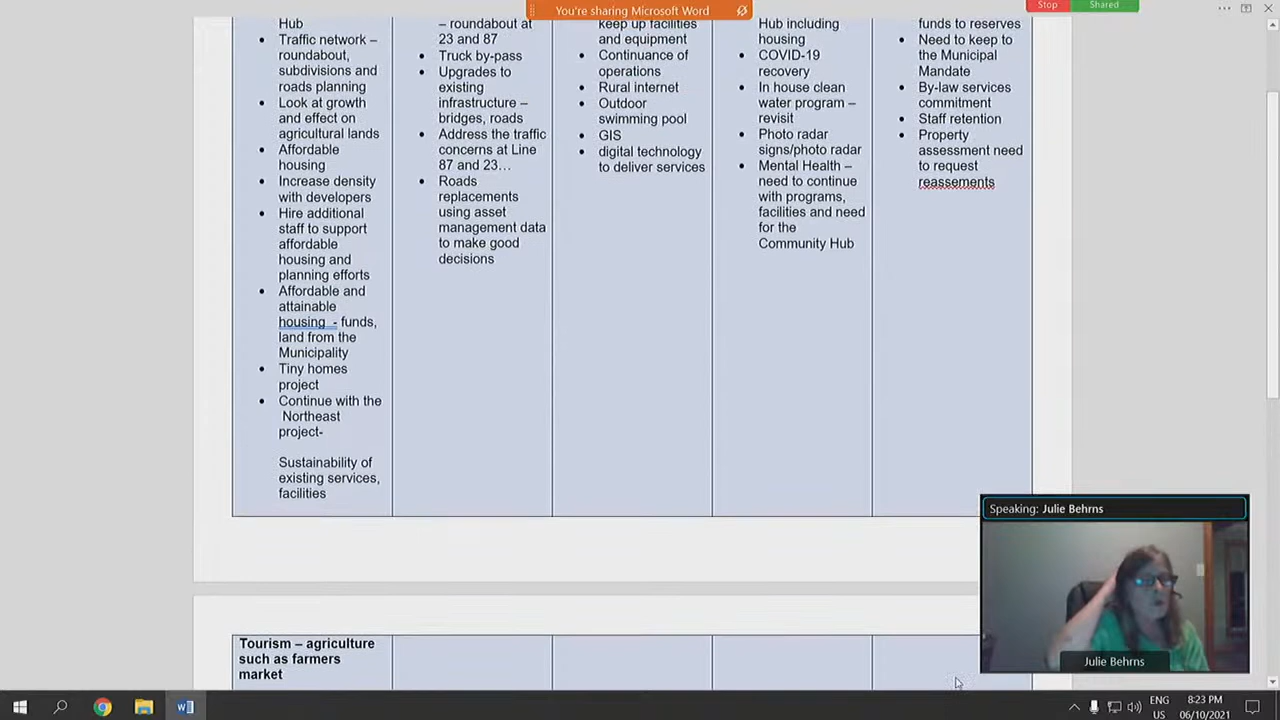 You're sharing Microsoft Word
Stop
Shared
Hub
Traffic network –
roundabout,
subdivisions and
roads planning
Look at growth
and effect on
agricultural lands
Affordable
housing
Increase density
with developers
Hire additional
staff to support
affordable
housing and
planning efforts
Affordable and
attainable
housing - funds,
land from the
Municipality
Tiny homes
project
Continue with the
Northeast
project-
Sustainability of
existing services,
facilities
– roundabout at
23 and 87
Truck by-pass
Upgrades to
existing
infrastructure –
bridges, roads
Address the traffic
concerns at Line
87 and 23…
Roads
replacements
using asset
management data
to make good
decisions
keep up facilities
and equipment
Continuance of
operations
Rural internet
Outdoor
swimming pool
GIS
digital technology
to deliver services
Hub including
housing
COVID-19
recovery
In house clean
water program –
revisit
Photo radar
signs/photo radar
Mental Health –
need to continue
with programs,
facilities and need
for the
Community Hub
funds to reserves
Need to keep to
the Municipal
Mandate
By-law services
commitment
Staff retention
Property
assessment need
to request
reassements
Tourism – agriculture
such as farmers
market
Speaking: Julie Behrns
Julie Behrns
ENG
US
8:23 PM
06/10/2021